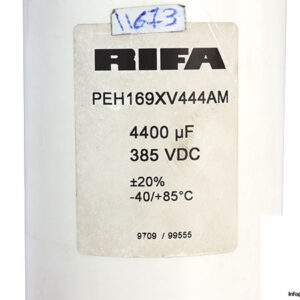 11673
RIFA
PEH169XV444AM
4400 µF
385 VDC
±20%
-40/+85°C
9709 / 99555